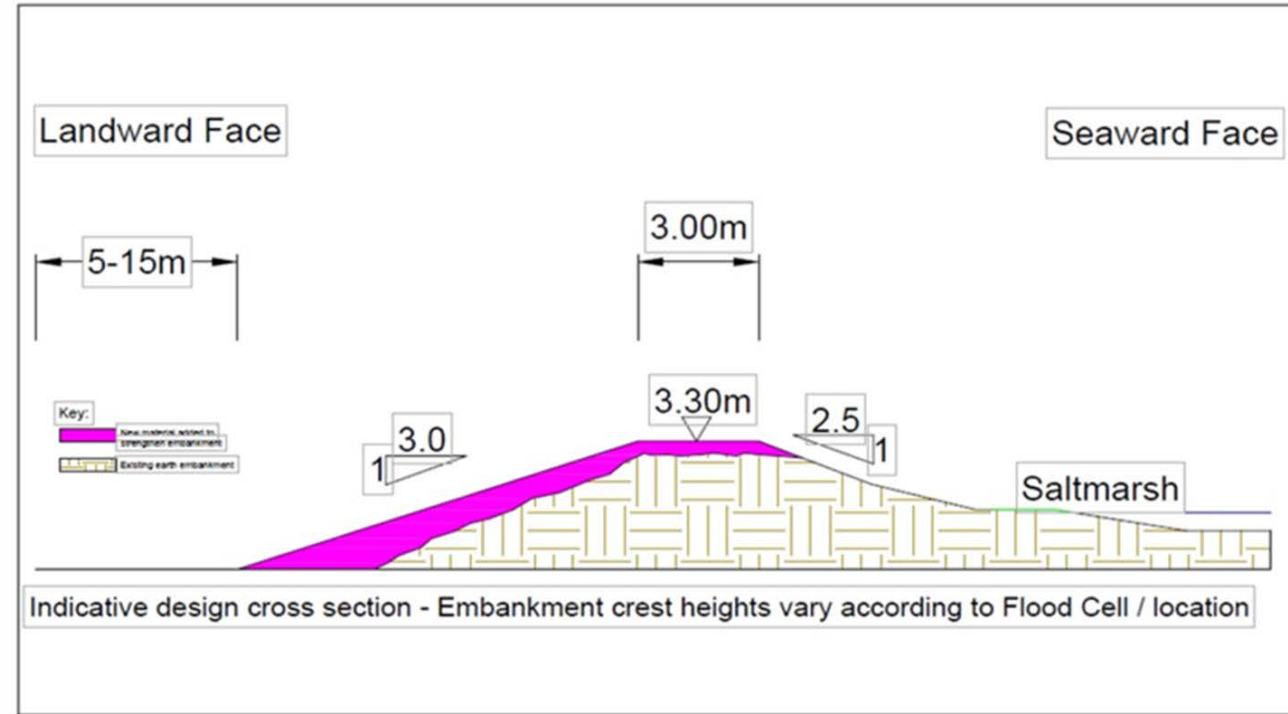 Landward Face
Seaward Face
3.00m
5-15m
3.30m
2.5
1
3.0
1
Key:
New material added to
strengthen embankment
Existing earth embankment
Saltmarsh
Indicative design cross section - Embankment crest heights vary according to Flood Cell / location